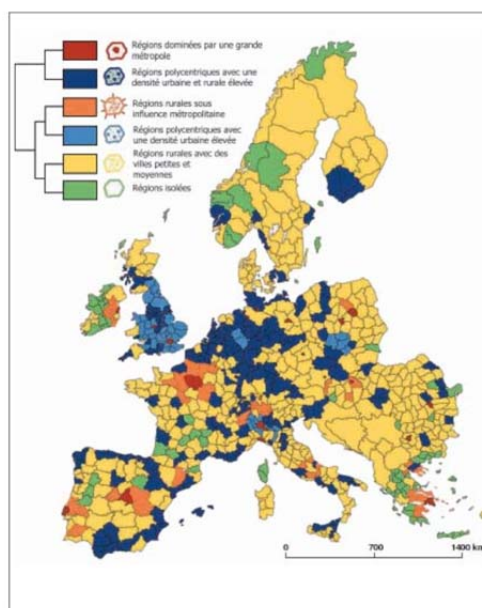 Régions dominées par une grande
métropole
Régions polycentriques avec une
densité urbaine et rurale élevée
Régions rurales sous
influence métropolitaine
Régions polycentriques avec
une densité urbaine élevée
Régions rurales avec des
villes petites et
moyennes
Régions isolées
0 700 1400 km